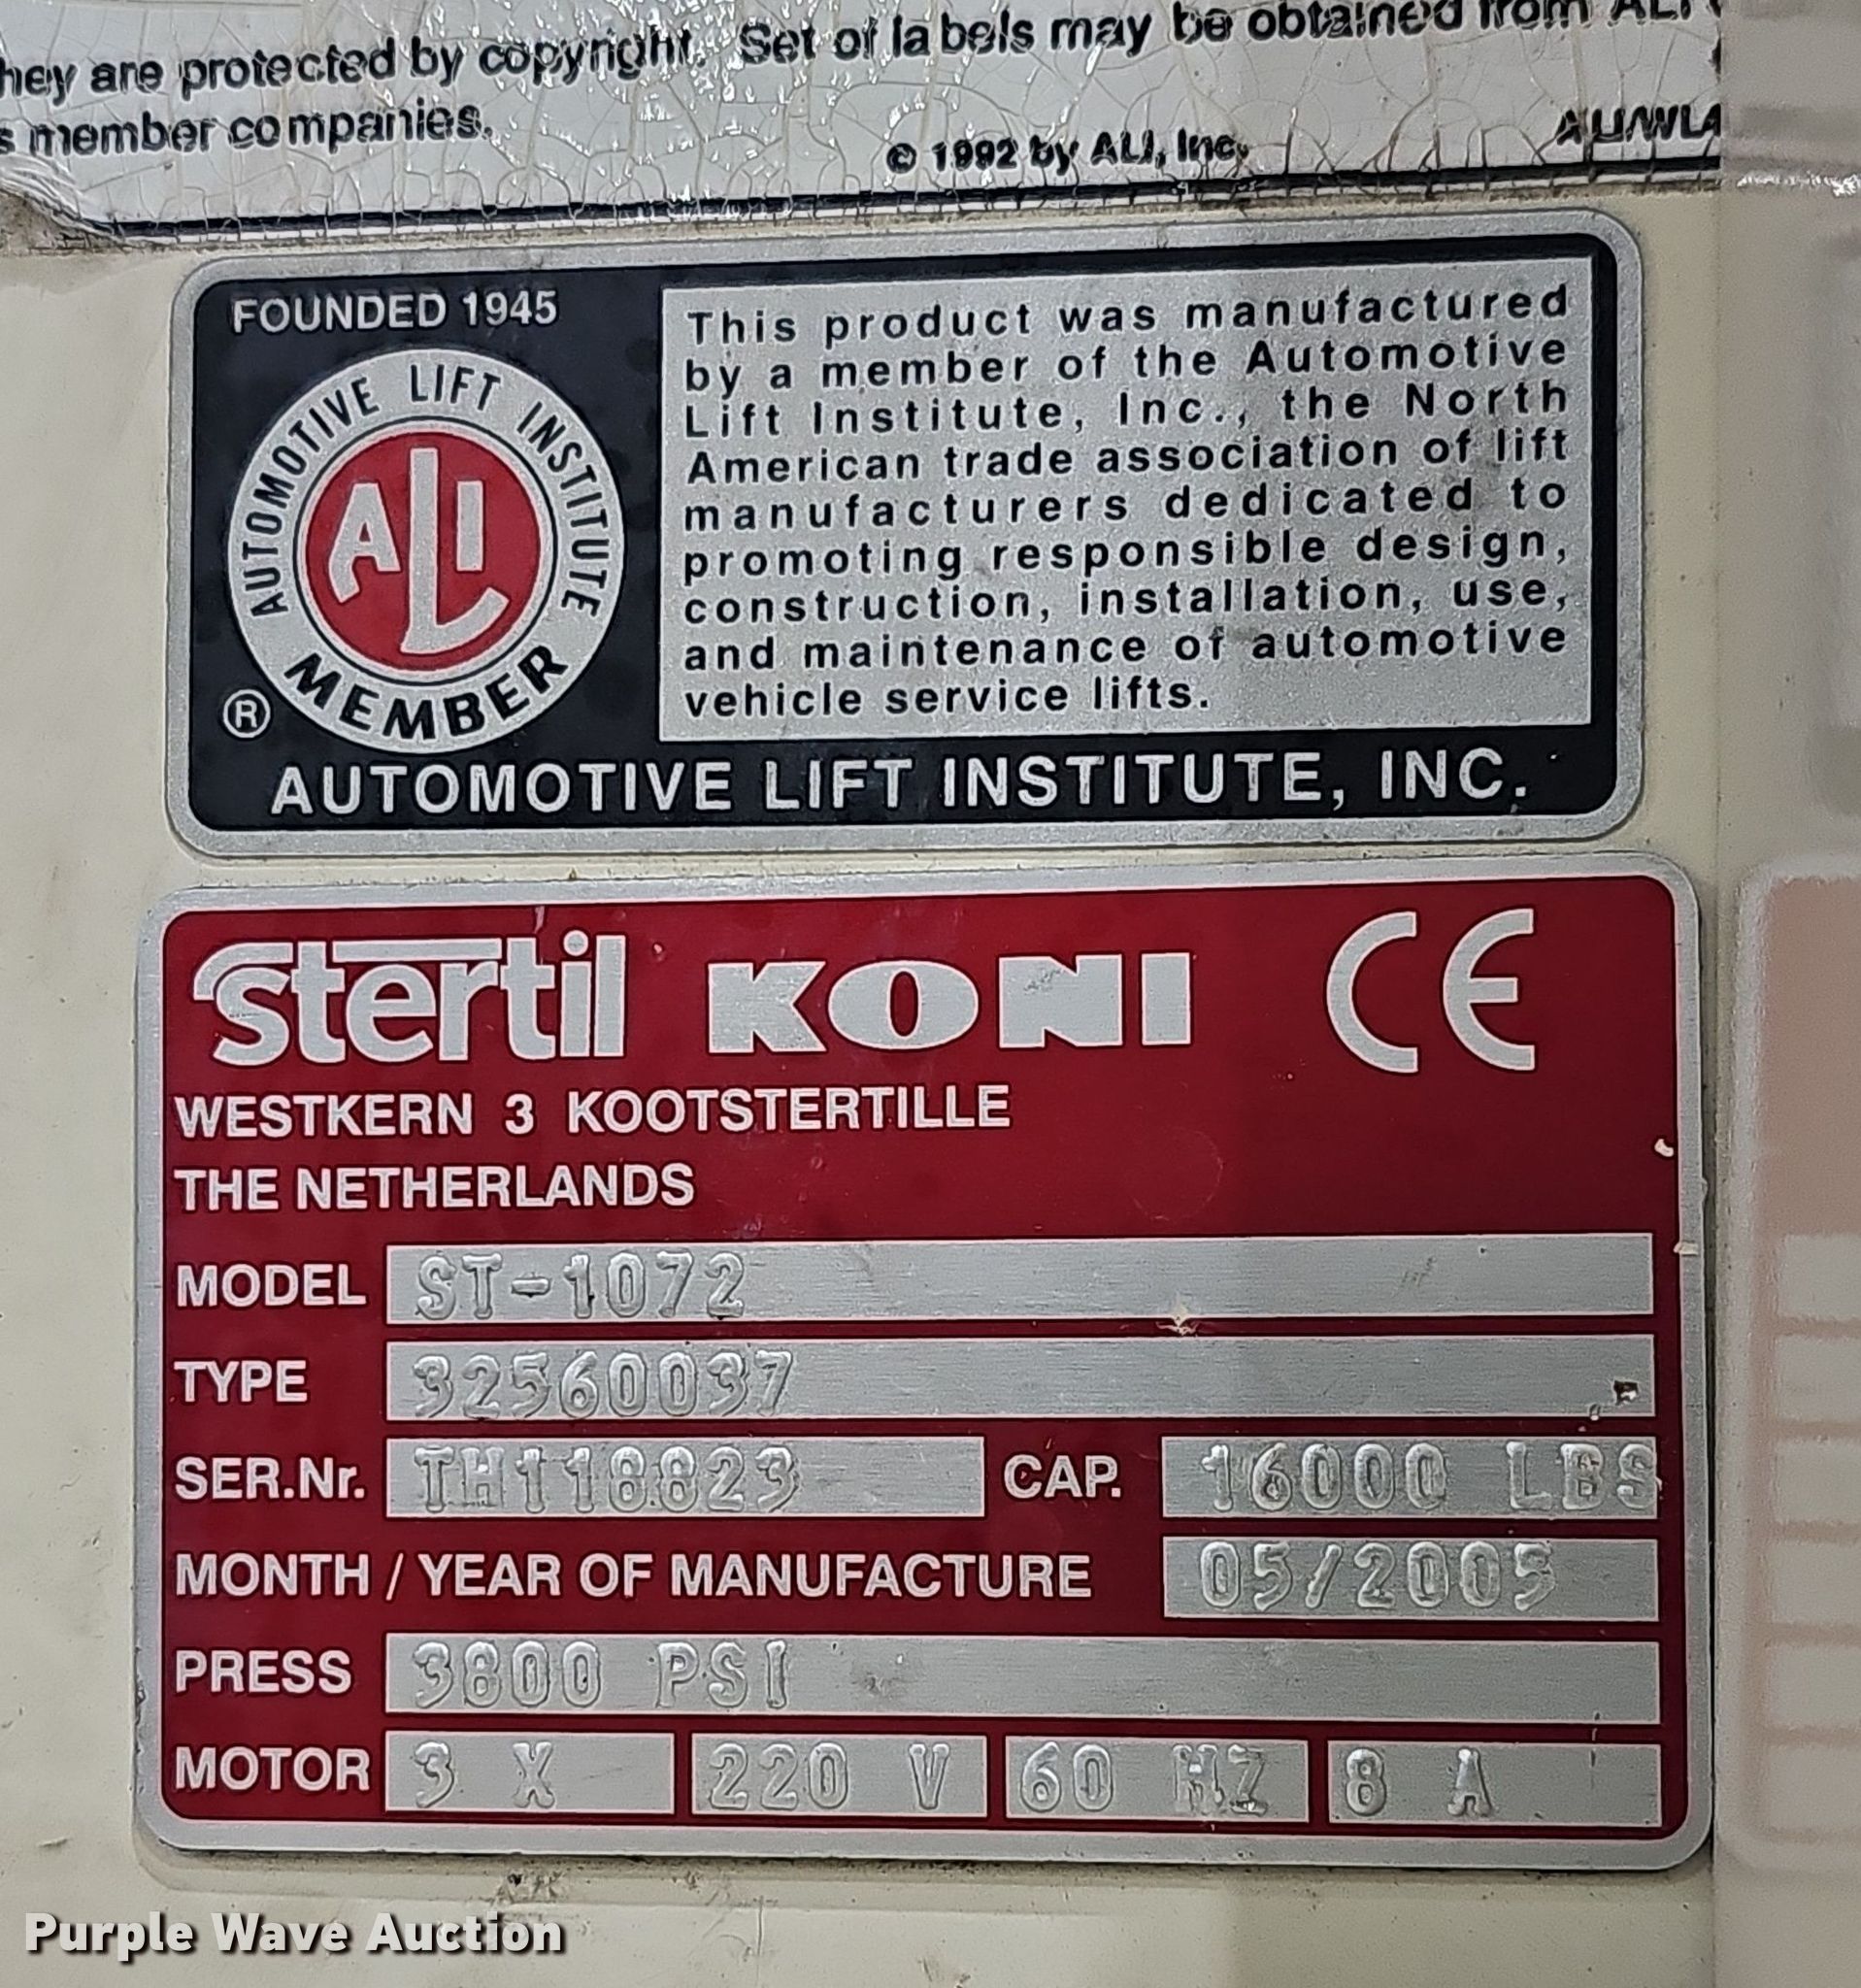 hey are protected by copyright. Set of labels may be obtained from ALI
s member companies.
© 1992 by ALI, Inc.
ALI/WLA
FOUNDED 1945
AUTOMOTIVE LIFT INSTITUTE
ALI
MEMBER
®
This product was manufactured
by a member of the Automotive
Lift Institute, Inc., the North
American trade association of lift
manufacturers dedicated to
promoting responsible design,
construction, installation, use,
and maintenance of automotive
vehicle service lifts.
AUTOMOTIVE LIFT INSTITUTE, INC.
stertil KONI CE
WESTKERN 3 KOOTSTERTILLE
THE NETHERLANDS
MODEL ST-1072
TYPE 32560037
SER.Nr. TH118823 CAP. 16000 LBS
MONTH / YEAR OF MANUFACTURE 05/2005
PRESS 3800 PSI
MOTOR 3 X 220 V 60 HZ 8 A
Purple Wave Auction